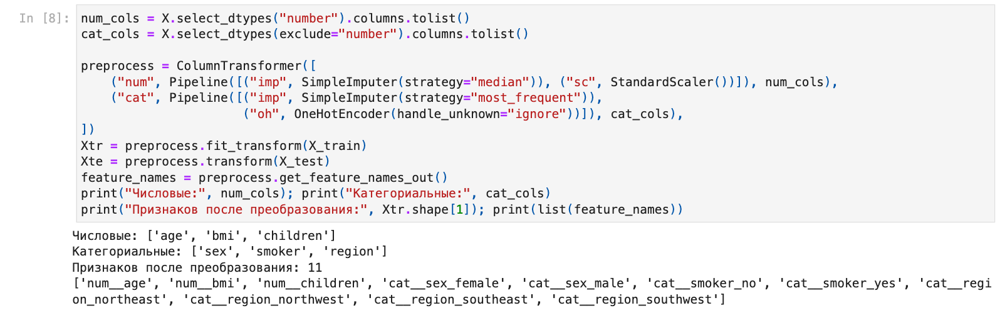 In [8]:
num_cols = X.select_dtypes("number").columns.tolist()
cat_cols = X.select_dtypes(exclude="number").columns.tolist()

preprocess = ColumnTransformer([
    ("num", Pipeline([("imp", SimpleImputer(strategy="median")), ("sc", StandardScaler())]), num_cols),
    ("cat", Pipeline([("imp", SimpleImputer(strategy="most_frequent")),
                      ("oh", OneHotEncoder(handle_unknown="ignore"))]), cat_cols),
])
Xtr = preprocess.fit_transform(X_train)
Xte = preprocess.transform(X_test)
feature_names = preprocess.get_feature_names_out()
print("Числовые:", num_cols); print("Категориальные:", cat_cols)
print("Признаков после преобразования:", Xtr.shape[1]); print(list(feature_names))
Числовые: ['age', 'bmi', 'children']
Категориальные: ['sex', 'smoker', 'region']
Признаков после преобразования: 11
['num__age', 'num__bmi', 'num__children', 'cat__sex_female', 'cat__sex_male', 'cat__smoker_no', 'cat__smoker_yes', 'cat__regi
on_northeast', 'cat__region_northwest', 'cat__region_southeast', 'cat__region_southwest']